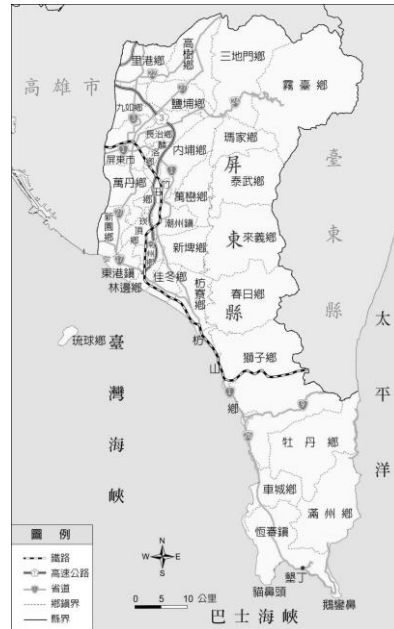 里港鄉
高樹鄉
三地門鄉
霧臺鄉
高雄市
鹽埔鄉
九如鄉
長治鄉
麟洛鄉
屏東市
內埔鄉
瑪家鄉
萬丹鄉
萬巒鄉
泰武鄉
竹田鄉
潮州鎮
新園鄉
崁頂鄉
南州鄉
新埤鄉
來義鄉
屏東縣
臺東縣
東港鎮
林邊鄉
佳冬鄉
枋寮鄉
春日鄉
琉球鄉
枋山鄉
獅子鄉
臺灣海峽
太平洋
牡丹鄉
車城鄉
滿州鄉
恆春鎮
墾丁
貓鼻頭
鵝鑾鼻
巴士海峽
圖例
鐵路
高速公路
省道
鄉鎮界
縣界
N
W
E
S
0 5 10 公里